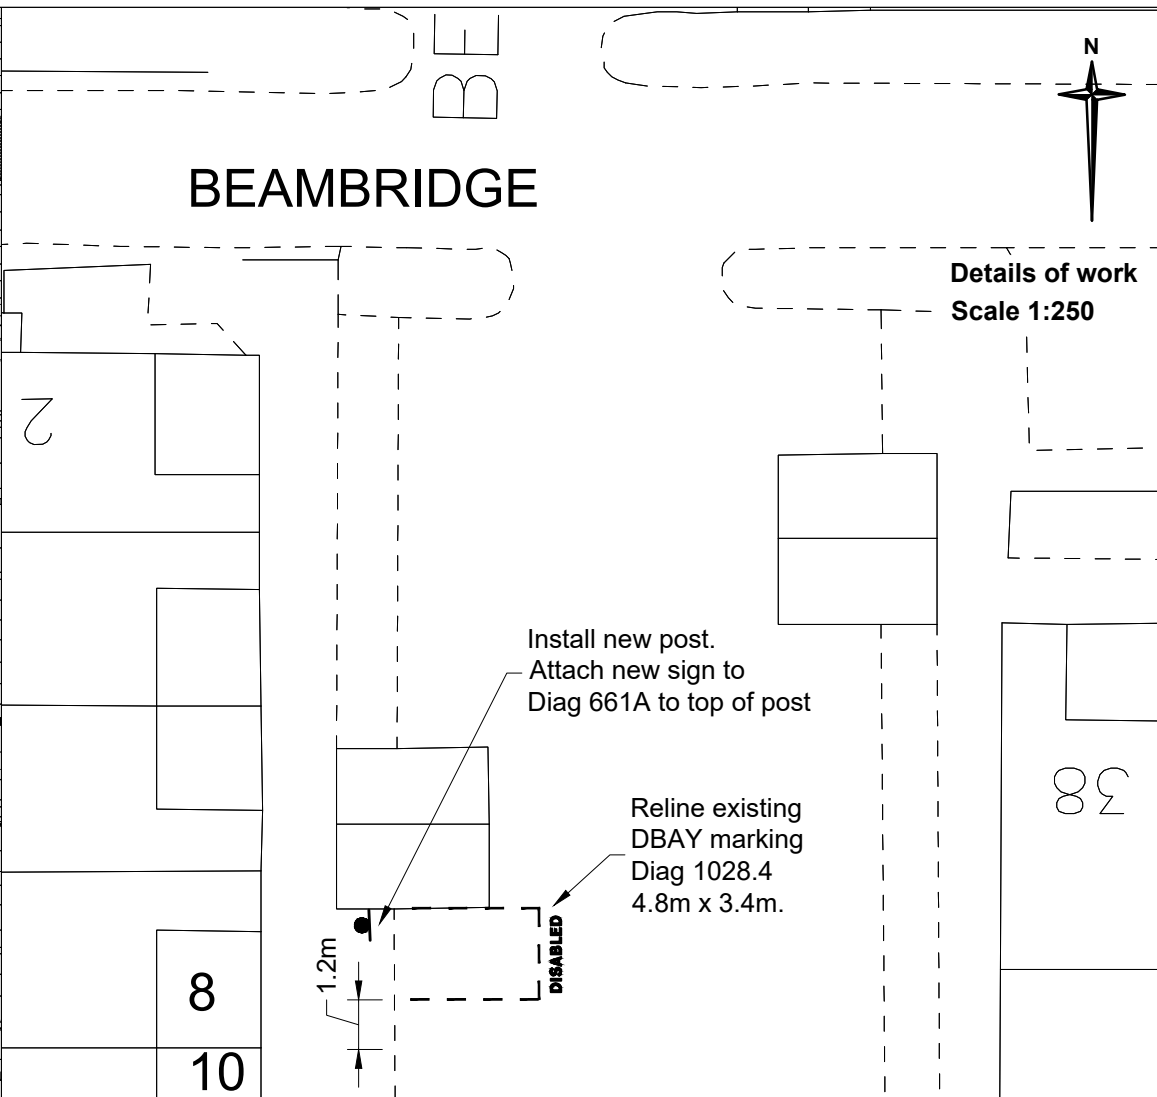 BE
N
BEAMBRIDGE
Details of work
Scale 1:250
2
Install new post.
Attach new sign to
Diag 661A to top of post
38
Reline existing
DBAY marking
Diag 1028.4
4.8m x 3.4m.
DISABLED
1.2m
8
10